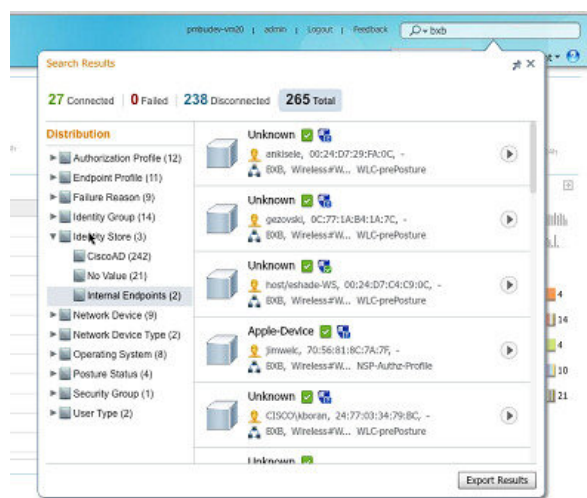 pmbudev-vm20 | admin | Logout | Feedback
bxb
Search Results
27 Connected | 0 Failed | 238 Disconnected 265 Total
Distribution
Authorization Profile (12)
Endpoint Profile (11)
Failure Reason (9)
Identity Group (14)
Identity Store (3)
CiscoAD (242)
No Value (21)
Internal Endpoints (2)
Network Device (9)
Network Device Type (2)
Operating System (8)
Posture Status (4)
Security Group (1)
User Type (2)
Unknown
ankisele, 00:24:D7:29:FA:0C, -
BXB, Wireless#W... WLC-prePosture
Unknown
gezovski, 0C:77:1A:B4:1A:7C, -
BXB, Wireless#W... WLC-prePosture
Unknown
host/eshade-WS, 00:24:D7:C4:C9:0C, -
BXB, Wireless#W... WLC-prePosture
Apple-Device
jimwelc, 70:56:81:8C:7A:7F, -
BXB, Wireless#W... NSP-Authz-Profile
Unknown
CISCO\kboran, 24:77:03:34:79:8C, -
BXB, Wireless#W... WLC-prePosture
Unknown
4
14
4
10
21
Export Results